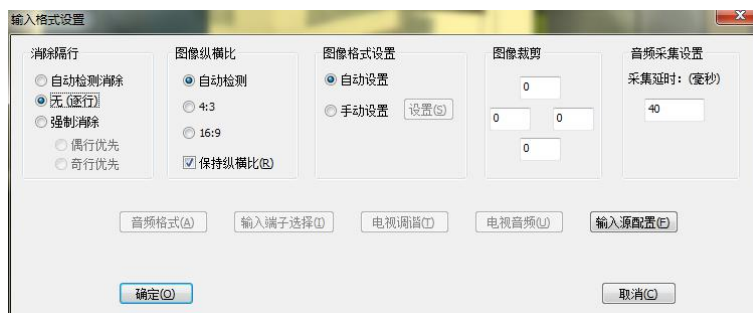 输入格式设置
消除隔行
自动检测消除
无(逐行)
强制消除
偶行优先
奇行优先
图像纵横比
自动检测
4:3
16:9
保持纵横比(R)
图像格式设置
自动设置
手动设置 设置(S)
图像裁剪
0
0 0
0
音频采集设置
采集延时：(毫秒)
40
音频格式(A) 输入端子选择(I) 电视调谐(T) 电视音频(U) 输入源配置(F)
确定(O) 取消(C)